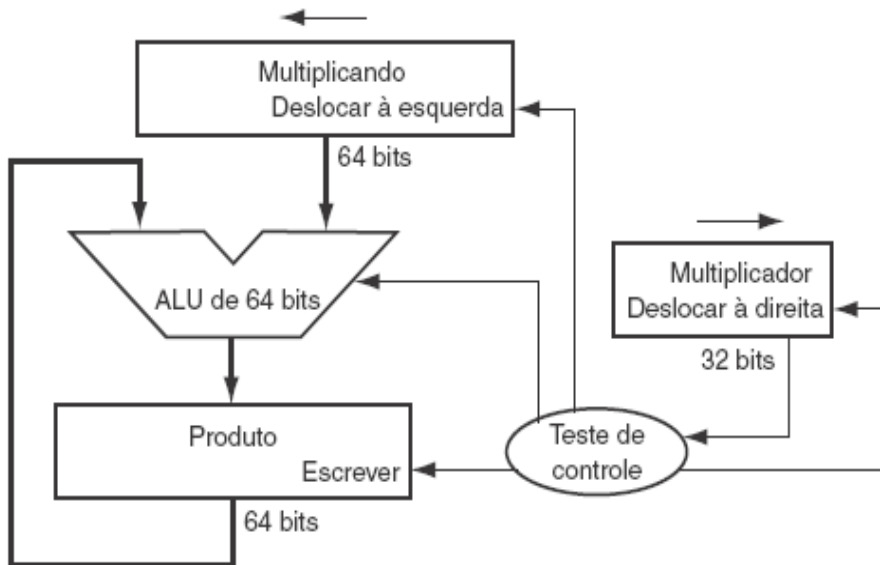 Multiplicando
Deslocar à esquerda
64 bits
ALU de 64 bits
Multiplicador
Deslocar à direita
32 bits
Teste de
controle
Produto
Escrever
64 bits